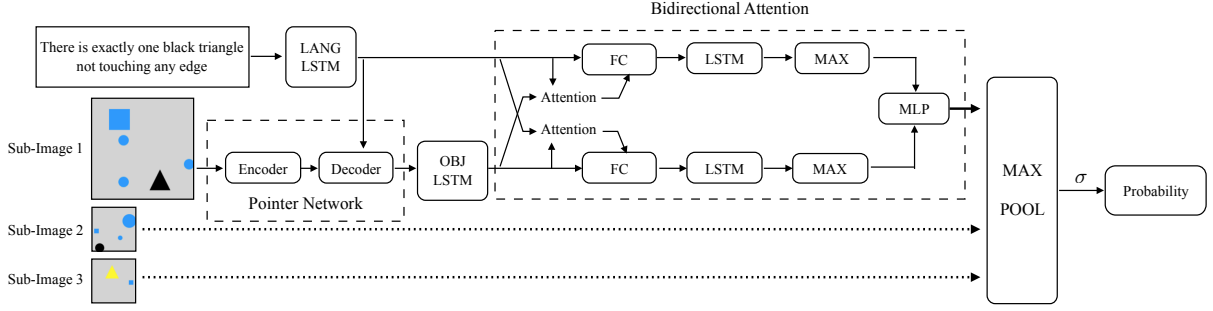 Bidirectional Attention
There is exactly one black triangle
not touching any edge
LANG
LSTM
FC
LSTM
MAX
Attention
MLP
Attention
Sub-Image 1
Encoder
Decoder
OBJ
LSTM
FC
LSTM
MAX
Pointer Network
MAX
POOL
σ
Probability
Sub-Image 2
Sub-Image 3